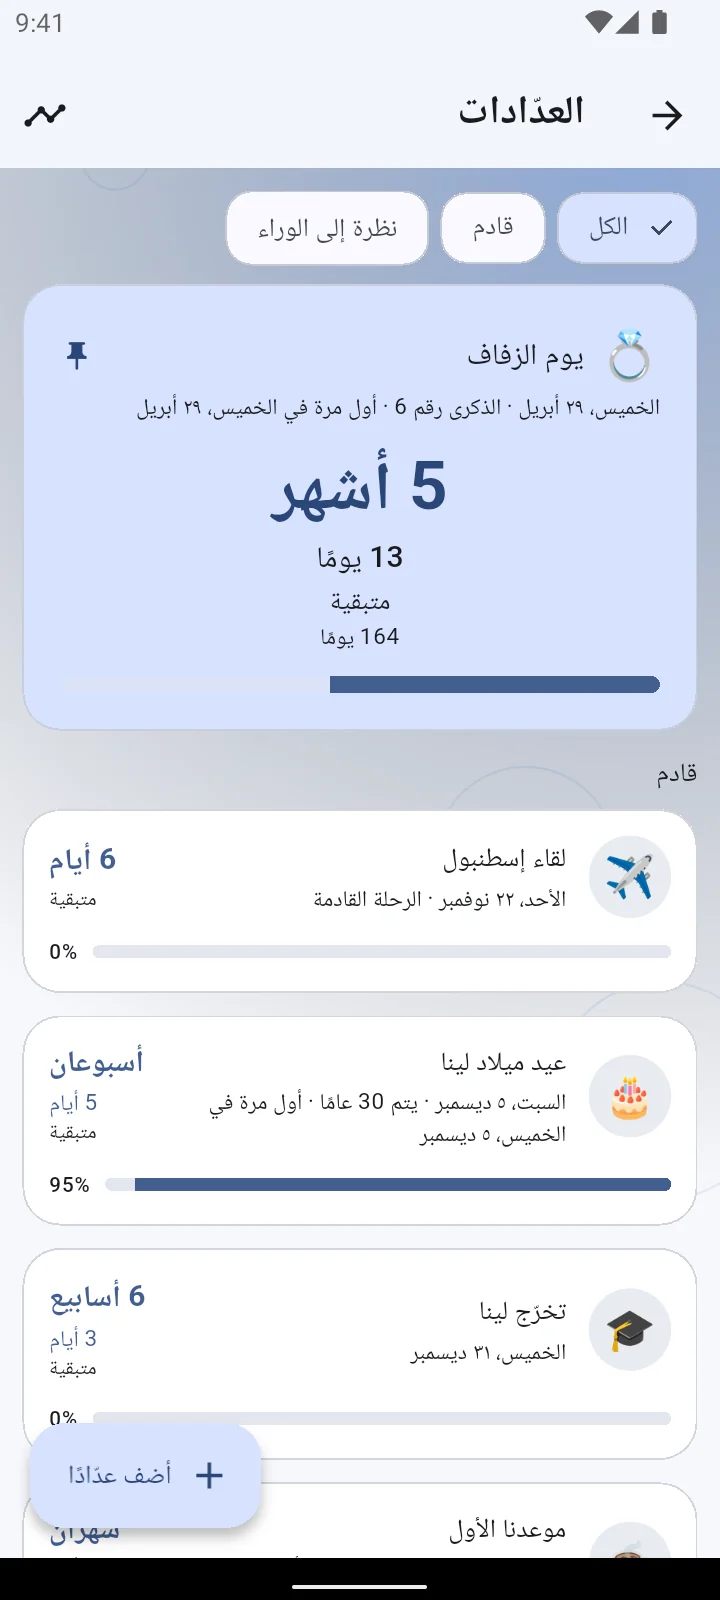 9:41
العدّادات
الكل
قادم
نظرة إلى الوراء
يوم الزفاف
الخميس، ٢٩ أبريل · الذكرى رقم 6 · أول مرة في الخميس، ٢٩ أبريل
5 أشهر
13 يومًا
متبقية
164 يومًا
قادم
لقاء إسطنبول
الأحد، ٢٢ نوفمبر · الرحلة القادمة
6 أيام
متبقية
0%
عيد ميلاد لينا
السبت، ٥ ديسمبر · يتم 30 عامًا · أول مرة في
الخميس، ٥ ديسمبر
أسبوعان
5 أيام
متبقية
95%
تخرّج لينا
الخميس، ٣١ ديسمبر
6 أسابيع
3 أيام
متبقية
0%
أضف عدّادًا
موعدنا الأول
شهران